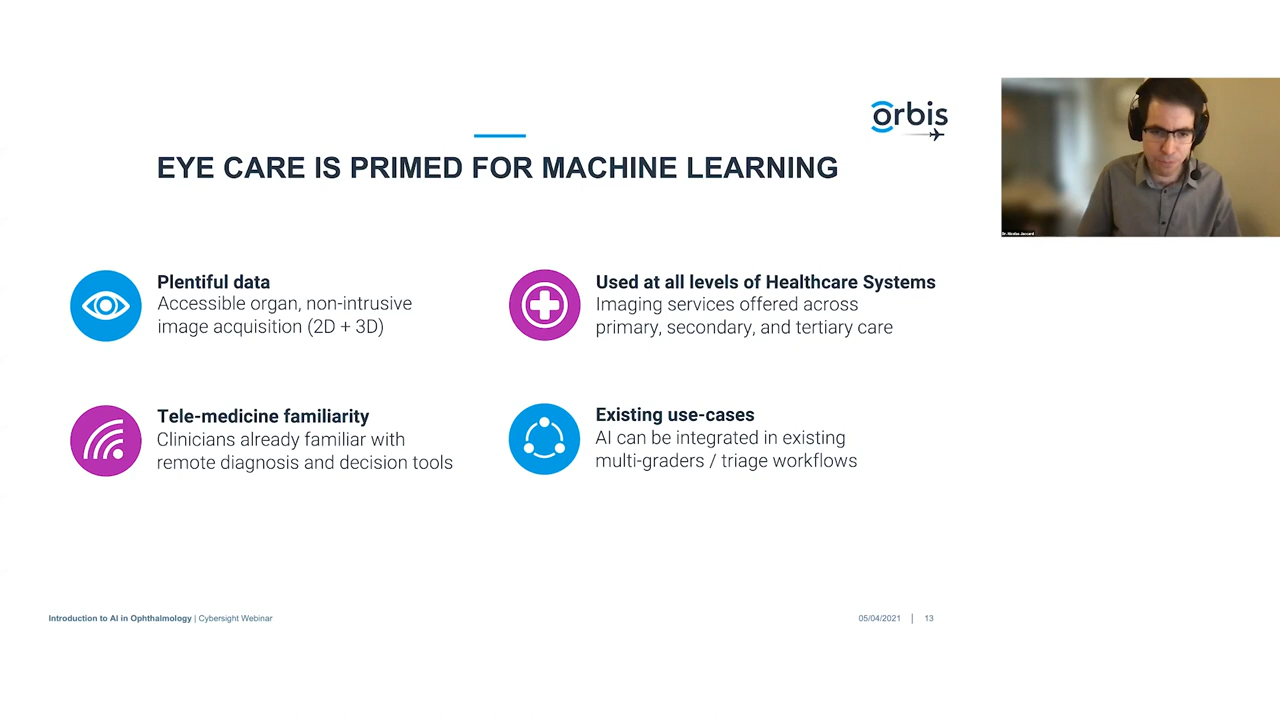 orbis
EYE CARE IS PRIMED FOR MACHINE LEARNING
Plentiful data
Accessible organ, non-intrusive
image acquisition (2D + 3D)
Used at all levels of Healthcare Systems
Imaging services offered across
primary, secondary, and tertiary care
Tele-medicine familiarity
Clinicians already familiar with
remote diagnosis and decision tools
Existing use-cases
AI can be integrated in existing
multi-graders / triage workflows
Introduction to AI in Ophthalmology | Cybersight Webinar
05/04/2021 | 13
Dr. Nicolas Jaccard